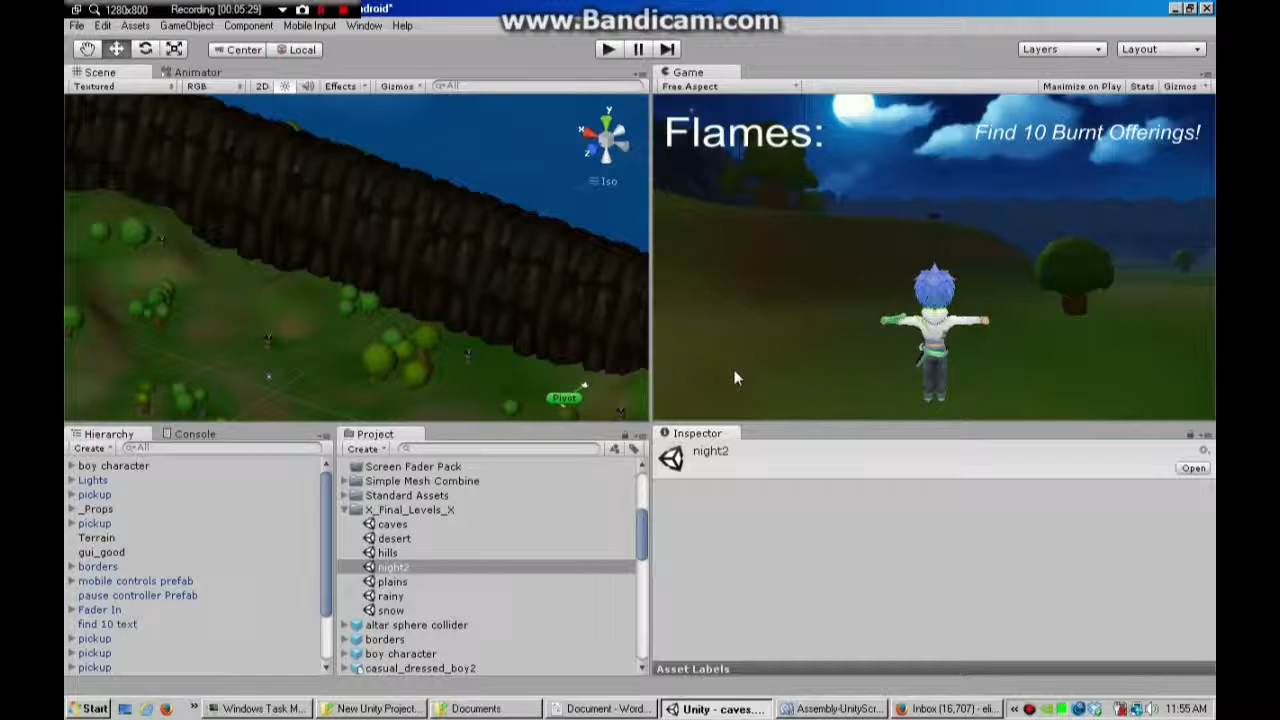 1280x800
Recording [00:05:29]
ndroid*
www.Bandicam.com
File Edit Assets GameObject Component Mobile Input Window Help
Center Local
Layers Layout
Scene Animator
Game
Textured RGB 2D Effects Gizmos All
Free Aspect Maximize on Play Stats Gizmos
y
x
z
Iso
Flames:
Find 10 Burnt Offerings!
Pivot
Hierarchy Console
Create All
boy character
Lights
pickup
_Props
pickup
Terrain
gui_good
borders
mobile controls prefab
pause controller Prefab
Fader In
find 10 text
pickup
pickup
pickup
Project
Create
Screen Fader Pack
Simple Mesh Combine
Standard Assets
X_Final_Levels_X
caves
desert
hills
night2
plains
rainy
snow
altar sphere collider
borders
boy character
casual_dressed_boy2
Inspector
night2
Open
Asset Labels
Start
Windows Task M...
New Unity Project...
Documents
Document - Word...
Unity - caves....
Assembly-UnityScr...
Inbox (16,707) - eli...
11:55 AM